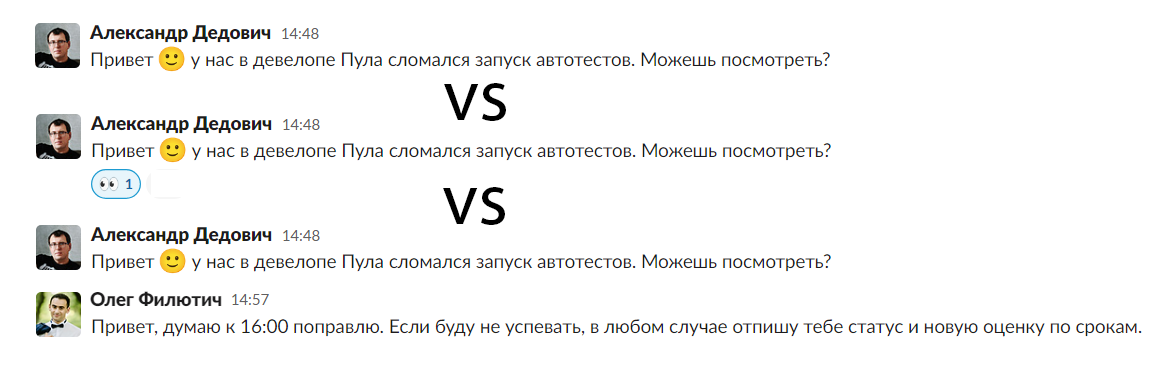 Александр Дедович 14:48
Привет 🙂 у нас в девелопе Пула сломался запуск автотестов. Можешь посмотреть?
VS
Александр Дедович 14:48
Привет 🙂 у нас в девелопе Пула сломался запуск автотестов. Можешь посмотреть?
👀 1
VS
Александр Дедович 14:48
Привет 🙂 у нас в девелопе Пула сломался запуск автотестов. Можешь посмотреть?
Олег Филютич 14:57
Привет, думаю к 16:00 поправлю. Если буду не успевать, в любом случае отпишу тебе статус и новую оценку по срокам.